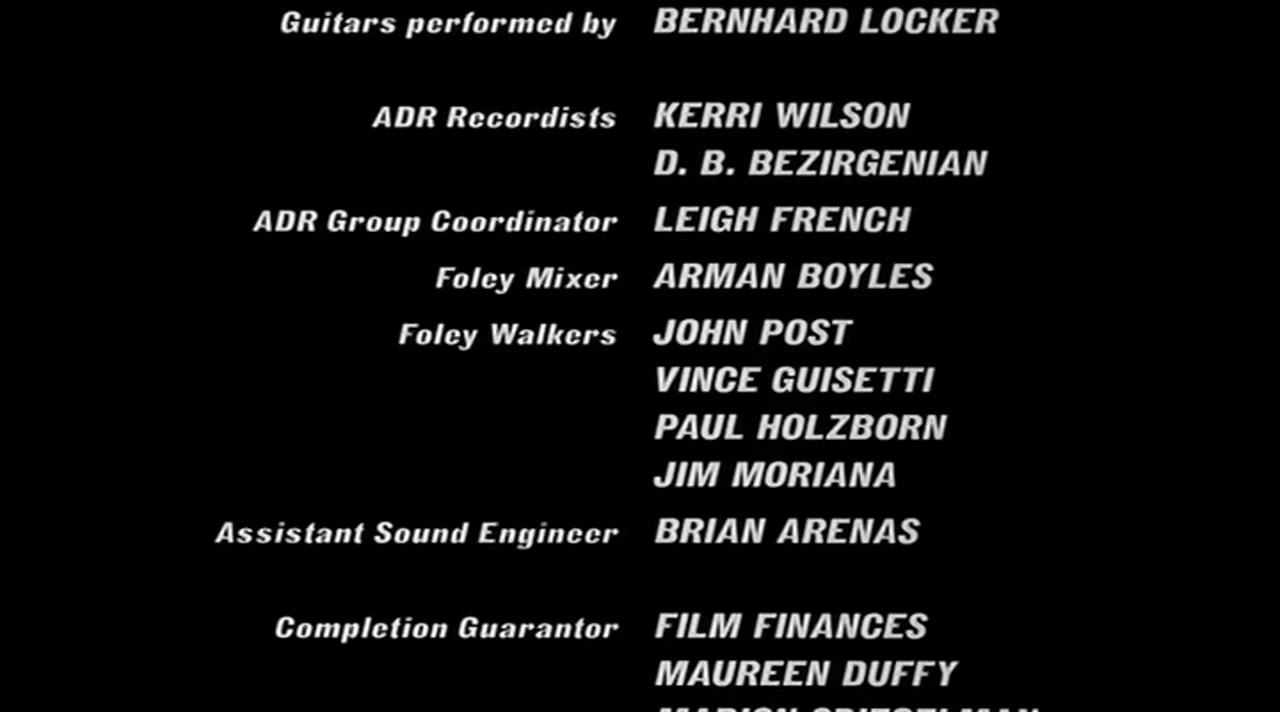 Guitars performed by BERNHARD LOCKER
ADR Recordists KERRI WILSON
D. B. BEZIRGENIAN
ADR Group Coordinator LEIGH FRENCH
Foley Mixer ARMAN BOYLES
Foley Walkers JOHN POST
VINCE GUISETTI
PAUL HOLZBORN
JIM MORIANA
Assistant Sound Engineer BRIAN ARENAS
Completion Guarantor FILM FINANCES
MAUREEN DUFFY